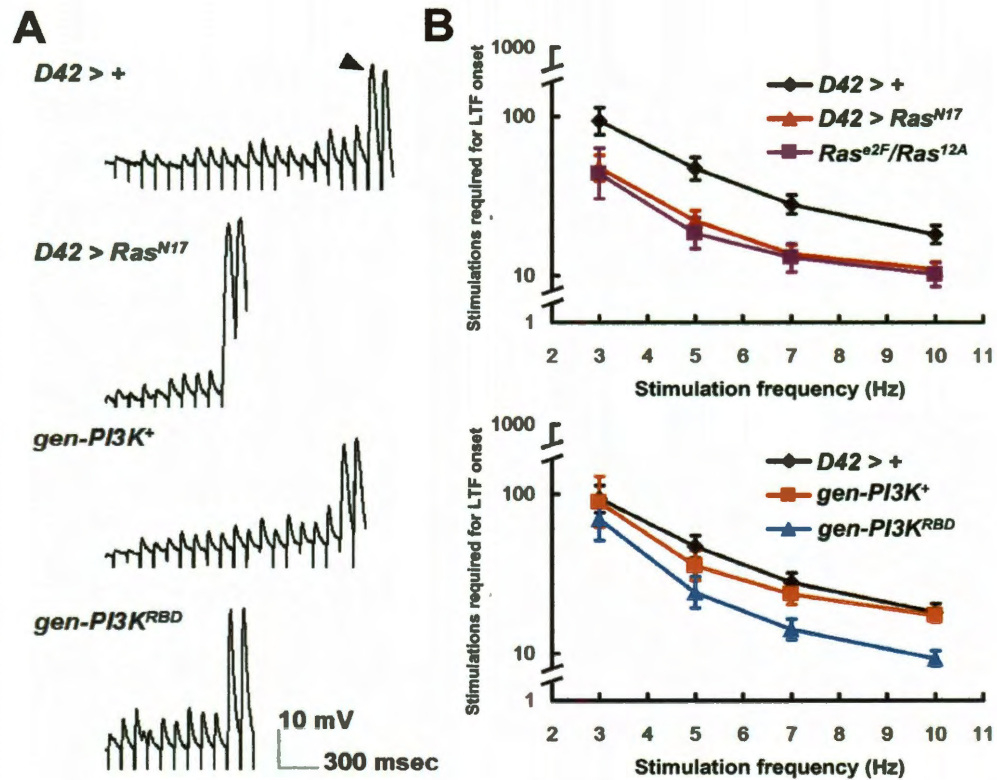 A
D42 > +
D42 > Ras^N17
gen-PI3K^+
gen-PI3K^RBD
10 mV
300 msec
B
Stimulations required for LTF onset
1000
100
10
1
2 3 4 5 6 7 8 9 10 11
Stimulation frequency (Hz)
D42 > +
D42 > Ras^N17
Ras^e2F/Ras^12A
Stimulations required for LTF onset
1000
100
10
1
2 3 4 5 6 7 8 9 10 11
Stimulation frequency (Hz)
D42 > +
gen-PI3K^+
gen-PI3K^RBD